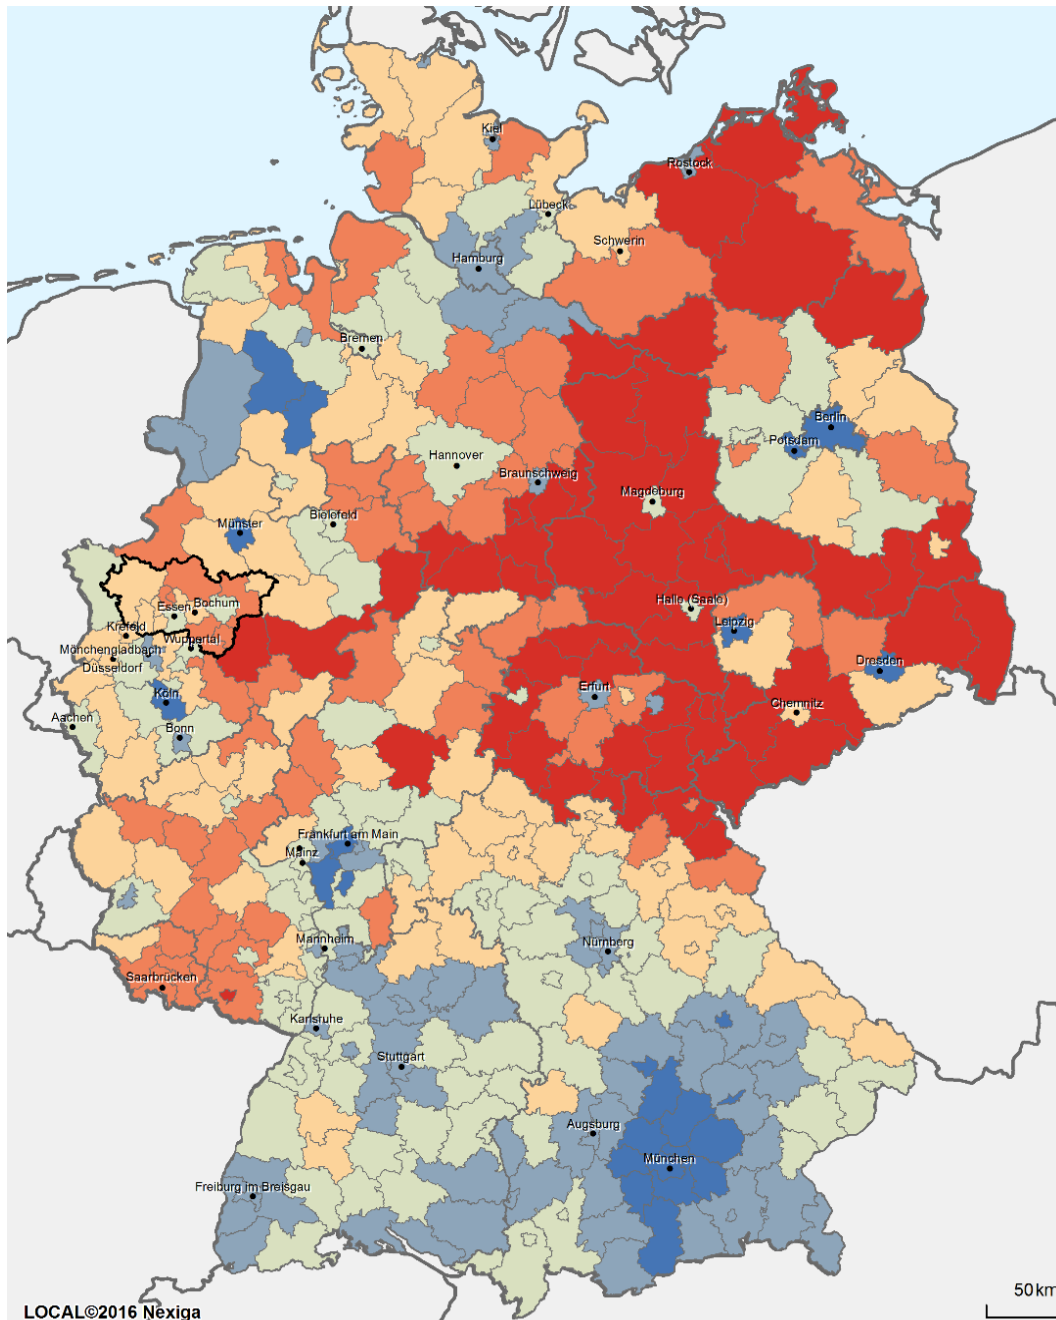 Kiel
Rostock
Lübeck
Schwerin
Hamburg
Bremen
Berlin
Potsdam
Hannover
Braunschweig
Magdeburg
Bielefeld
Münster
Essen
Bochum
Halle (Saale)
Krefeld
Leipzig
Wuppertal
Mönchengladbach
Düsseldorf
Dresden
Erfurt
Köln
Chemnitz
Aachen
Bonn
Frankfurt am Main
Mainz
Mannheim
Nürnberg
Saarbrücken
Karlsruhe
Stuttgart
Augsburg
München
Freiburg im Breisgau
50 km
LOCAL©2016 Nexiga